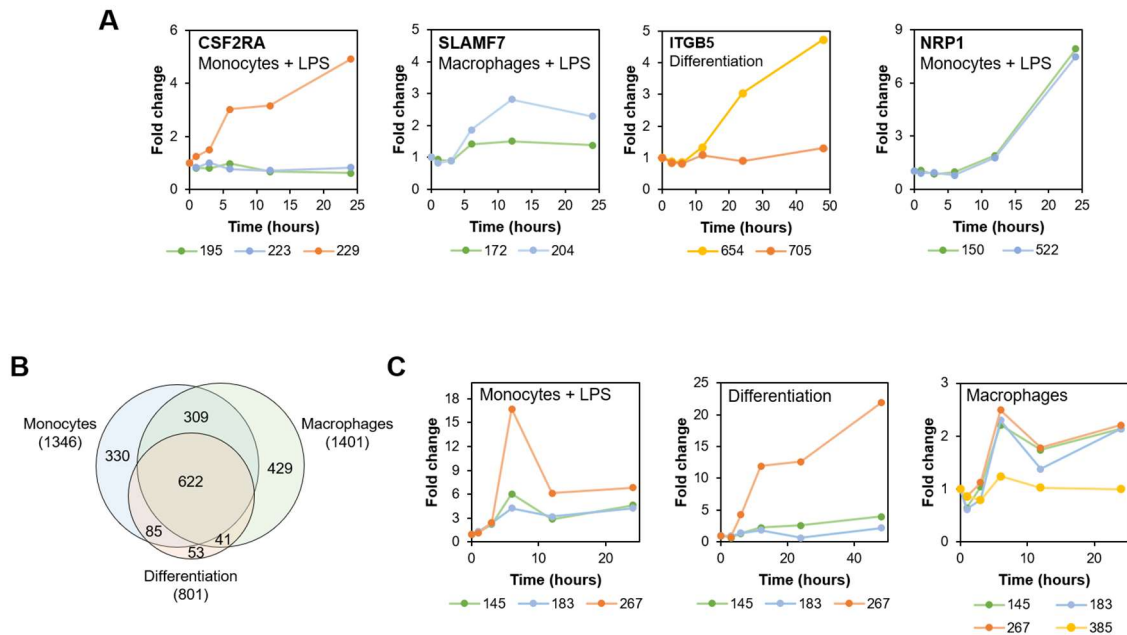 A
CSF2RA
Monocytes + LPS
Fold change
6
4
2
0
0 5 10 15 20 25
Time (hours)
195 223 229
SLAMF7
Macrophages + LPS
Fold change
5
4
3
2
1
0
0 5 10 15 20 25
Time (hours)
172 204
ITGB5
Differentiation
Fold change
5
4
3
2
1
0
0 10 20 30 40 50
Time (hours)
654 705
NRP1
Monocytes + LPS
Fold change
9
6
3
0
0 5 10 15 20 25
Time (hours)
150 522
B
Monocytes
(1346)
Macrophages
(1401)
309
330
429
622
85
41
53
Differentiation
(801)
C
Monocytes + LPS
Fold change
18
15
12
9
6
3
0
0 10 20
Time (hours)
145 183 267
Differentiation
Fold change
25
20
15
10
5
0
0 20 40
Time (hours)
145 183 267
Macrophages
Fold change
3
2
1
0
0 10 20
Time (hours)
145 183
267 385